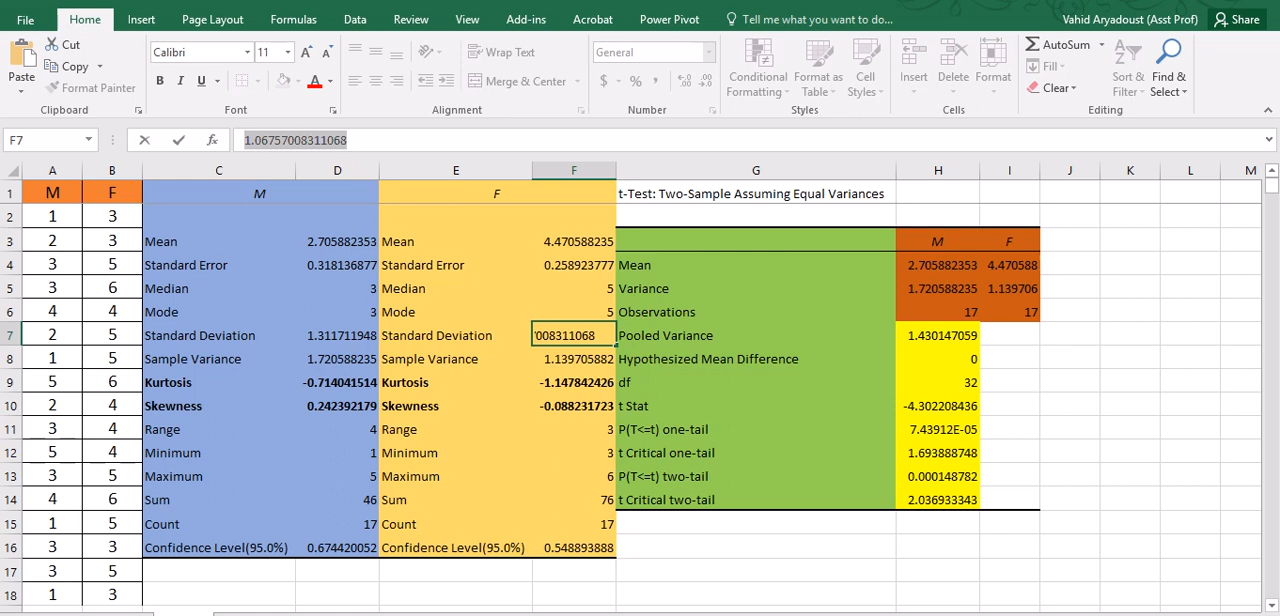 File Home Insert Page Layout Formulas Data Review View Add-ins Acrobat Power Pivot Tell me what you want to do... Vahid Aryadoust (Asst Prof) Share
Paste Cut Copy Format Painter Clipboard
Calibri 11 A A B I U A Font
Wrap Text Merge & Center Alignment
General $ % , .0 .00 .00 .0 Number
Conditional Formatting Format as Table Cell Styles Styles
Insert Delete Format Cells
AutoSum Fill Clear Sort & Filter Find & Select Editing
F7 fx 1.06757008311068
A B C D E F G H I J K L M
1 M F M F t-Test: Two-Sample Assuming Equal Variances
2 1 3
3 2 3 Mean 2.705882353 Mean 4.470588235 M F
4 3 5 Standard Error 0.318136877 Standard Error 0.258923777 Mean 2.705882353 4.470588
5 3 6 Median 3 Median 5 Variance 1.720588235 1.139706
6 4 4 Mode 3 Mode 5 Observations 17 17
7 2 5 Standard Deviation 1.311711948 Standard Deviation 008311068 Pooled Variance 1.430147059
8 1 5 Sample Variance 1.720588235 Sample Variance 1.139705882 Hypothesized Mean Difference 0
9 5 6 Kurtosis -0.714041514 Kurtosis -1.147842426 df 32
10 2 4 Skewness 0.242392179 Skewness -0.088231723 t Stat -4.302208436
11 3 4 Range 4 Range 3 P(T<=t) one-tail 7.43912E-05
12 5 4 Minimum 1 Minimum 3 t Critical one-tail 1.693888748
13 3 5 Maximum 5 Maximum 6 P(T<=t) two-tail 0.000148782
14 4 6 Sum 46 Sum 76 t Critical two-tail 2.036933343
15 1 5 Count 17 Count 17
16 3 3 Confidence Level(95.0%) 0.674420052 Confidence Level(95.0%) 0.548893888
17 3 5
18 1 3